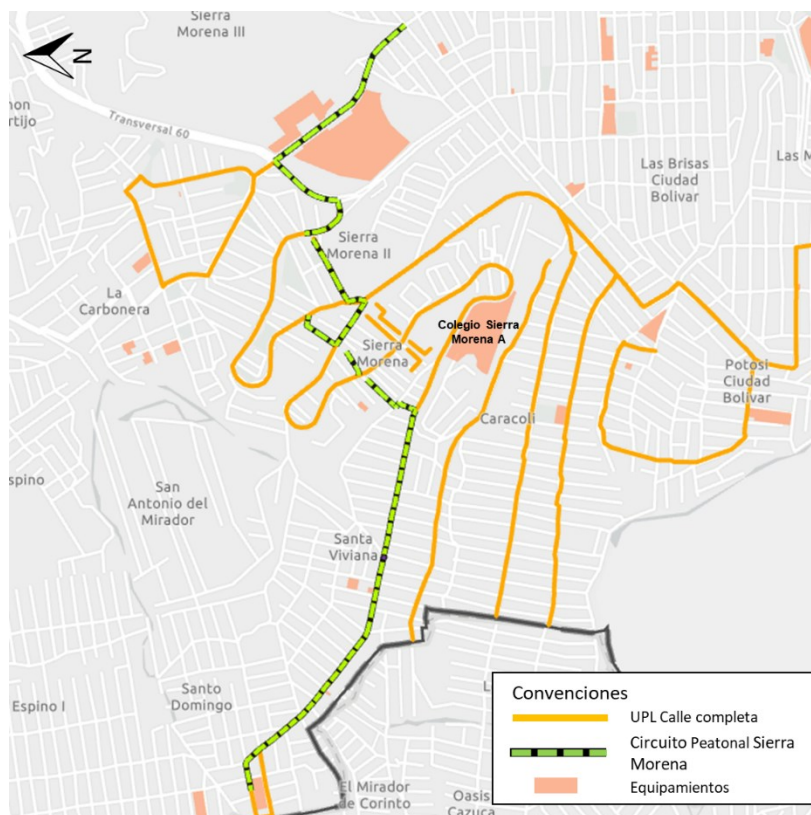 Sierra
Morena III
N
mon
rtijo
Transversal 60
Las Brisas
Ciudad
Bolivar
Las M
Sierra
Morena II
La
Carbonera
Colegio Sierra
Morena A
Sierra
Morena
Potosi
Ciudad
Bolivar
Caracoli
spino
San
Antonio del
Mirador
Santa
Viviana
Santo
Domingo
Espino I
L
El Mirador
de Corinto
Oasis
Cazuca
Convenciones
UPL Calle completa
Circuito Peatonal Sierra
Morena
Equipamientos